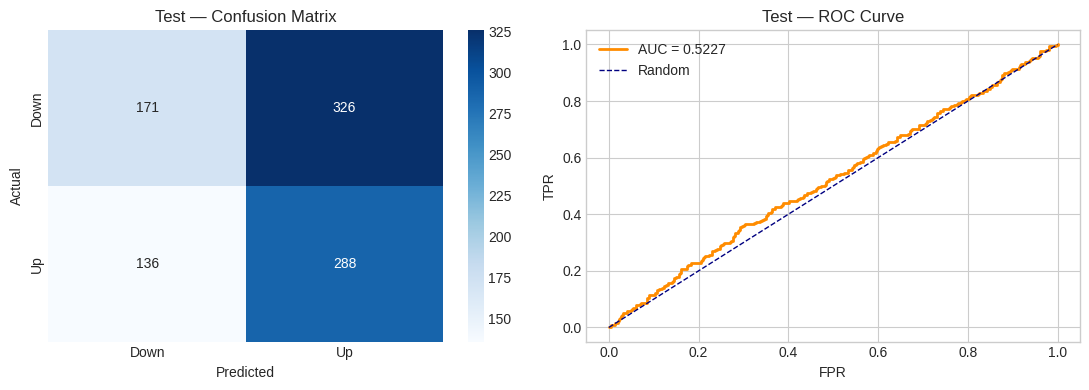 Test — Confusion Matrix
Down
Up
Actual
171
326
136
288
Down
Up
Predicted
325
300
275
250
225
200
175
150
Test — ROC Curve
AUC = 0.5227
Random
TPR
1.0
0.8
0.6
0.4
0.2
0.0
0.0
0.2
0.4
0.6
0.8
1.0
FPR